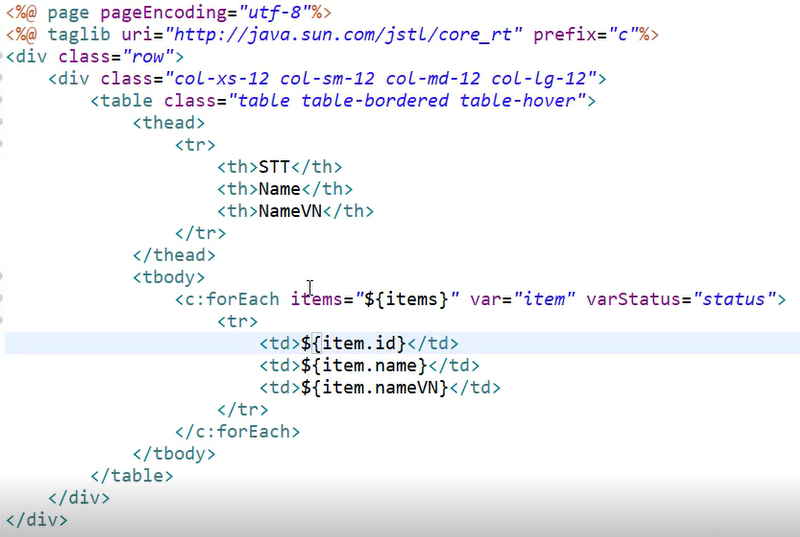 <%@ page pageEncoding="utf-8"%>
<%@ taglib uri="http://java.sun.com/jstl/core_rt" prefix="c"%>
<div class="row">
    <div class="col-xs-12 col-sm-12 col-md-12 col-lg-12">
        <table class="table table-bordered table-hover">
            <thead>
                <tr>
                    <th>STT</th>
                    <th>Name</th>
                    <th>NameVN</th>
                </tr>
            </thead>
            <tbody>
                <c:forEach items="${items}" var="item" varStatus="status">
                    <tr>
                        <td>${item.id}</td>
                        <td>${item.name}</td>
                        <td>${item.nameVN}</td>
                    </tr>
                </c:forEach>
            </tbody>
        </table>
    </div>
</div>